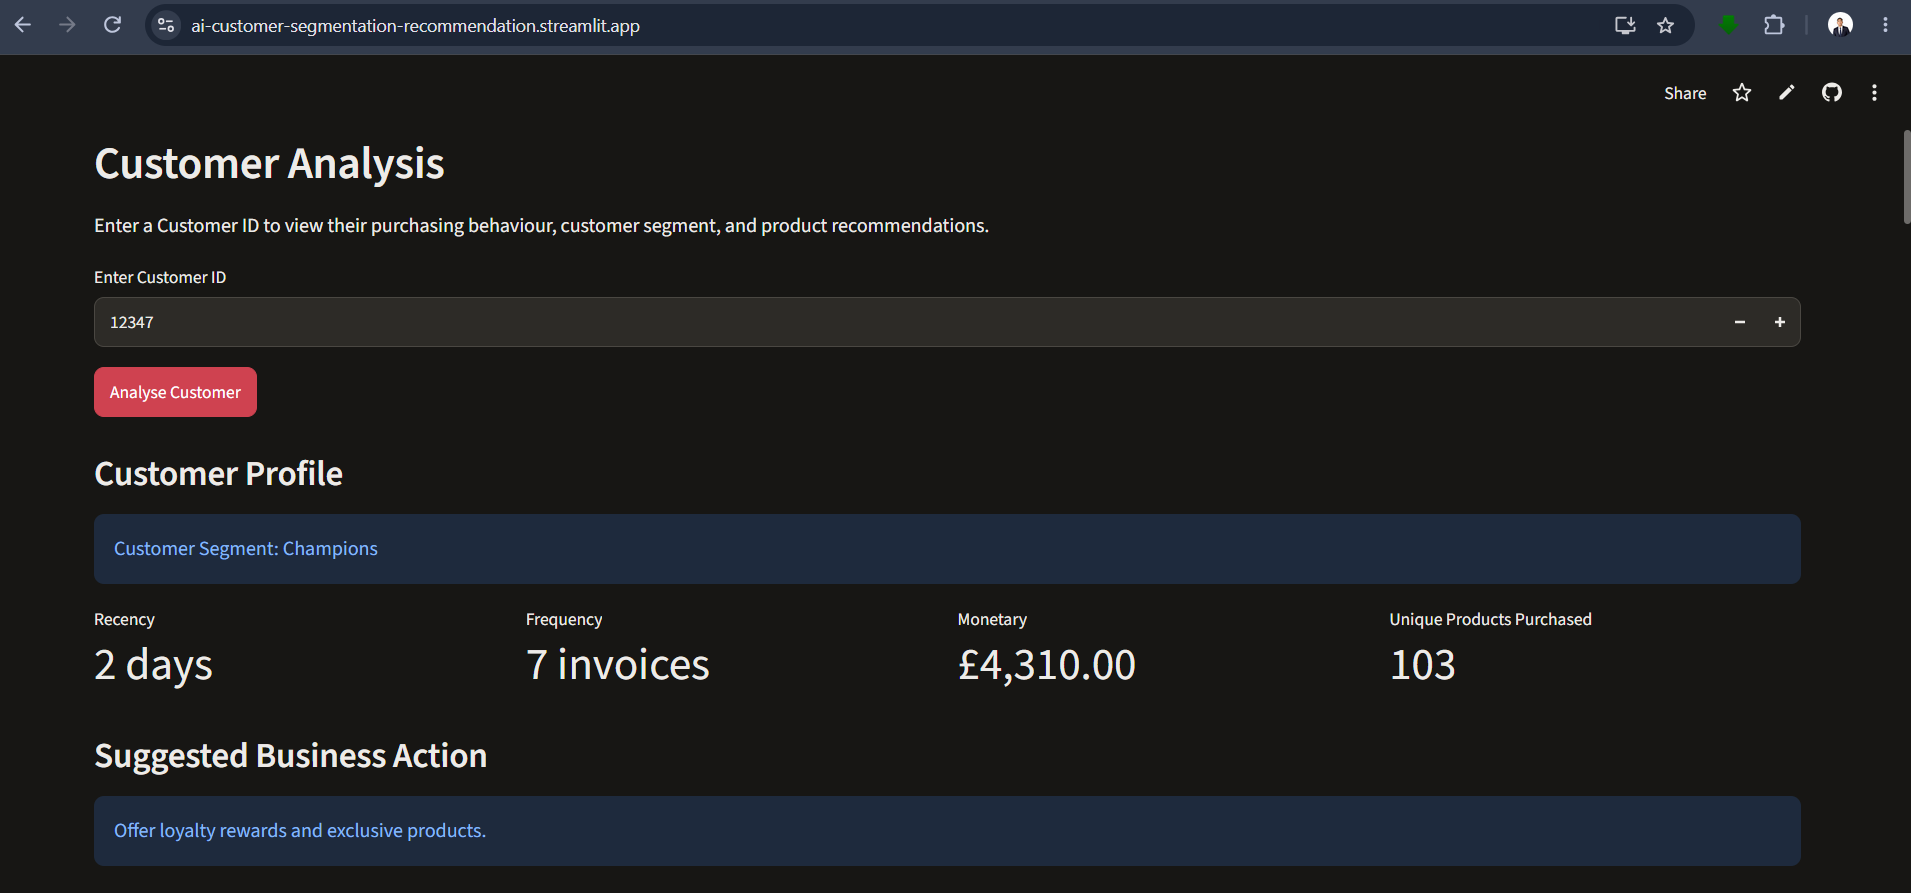 ai-customer-segmentation-recommendation.streamlit.app
Share
Customer Analysis
Enter a Customer ID to view their purchasing behaviour, customer segment, and product recommendations.
Enter Customer ID
12347
Analyse Customer
Customer Profile
Customer Segment: Champions
Recency Frequency Monetary Unique Products Purchased
2 days 7 invoices £4,310.00 103
Suggested Business Action
Offer loyalty rewards and exclusive products.